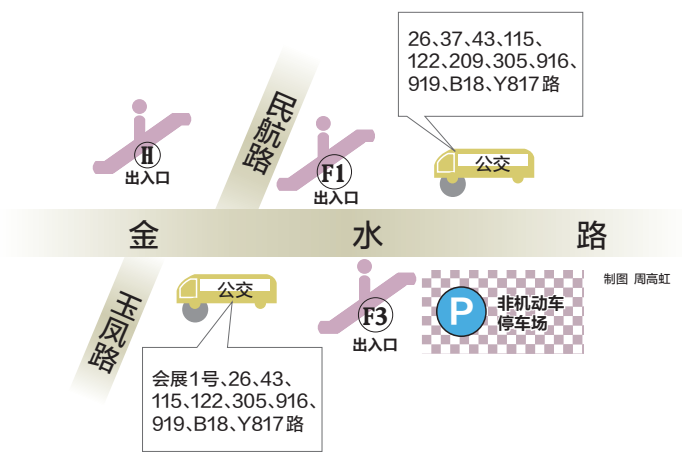 26、37、43、115、
122、209、305、916、
919、B18、Y817路
公交
民航路
H
出入口
F1
出入口
金水路
制图 周高虹
玉凤路
公交
F3
出入口
P
非机动车
停车场
会展1号、26、43、
115、122、305、916、
919、B18、Y817路